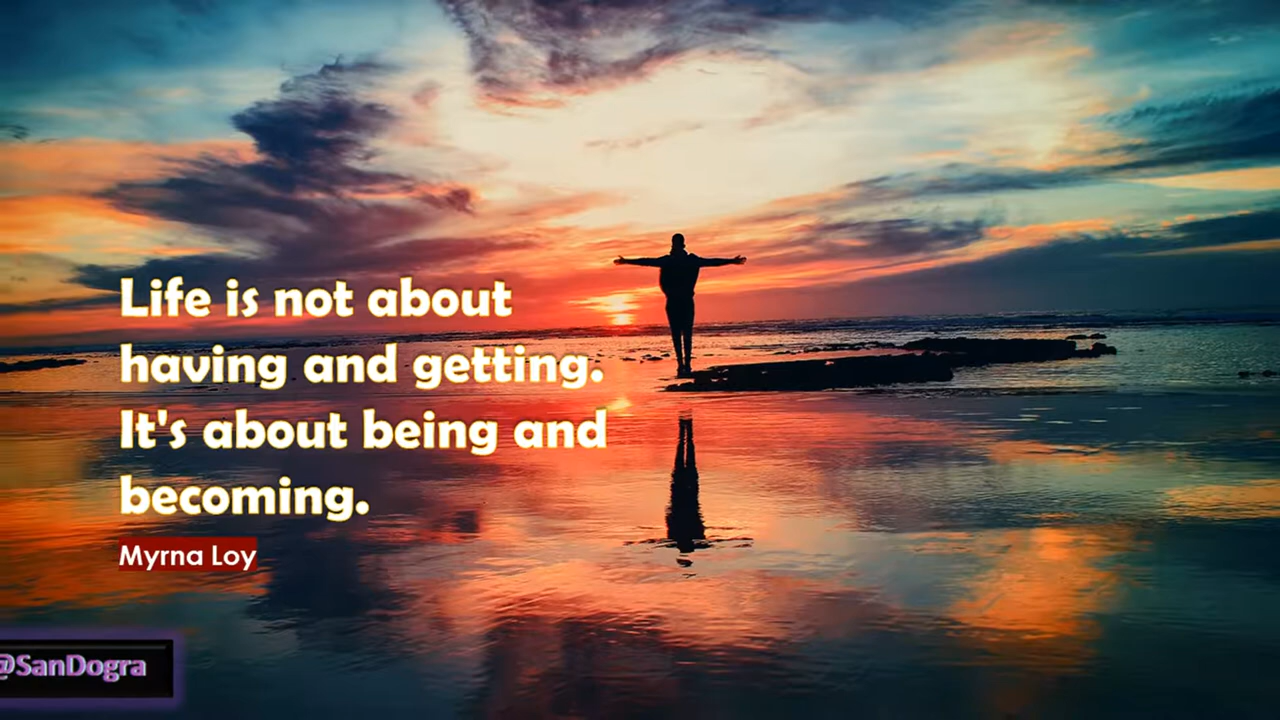 Life is not about
having and getting.
It's about being and
becoming.
Myrna Loy
@SanDogra